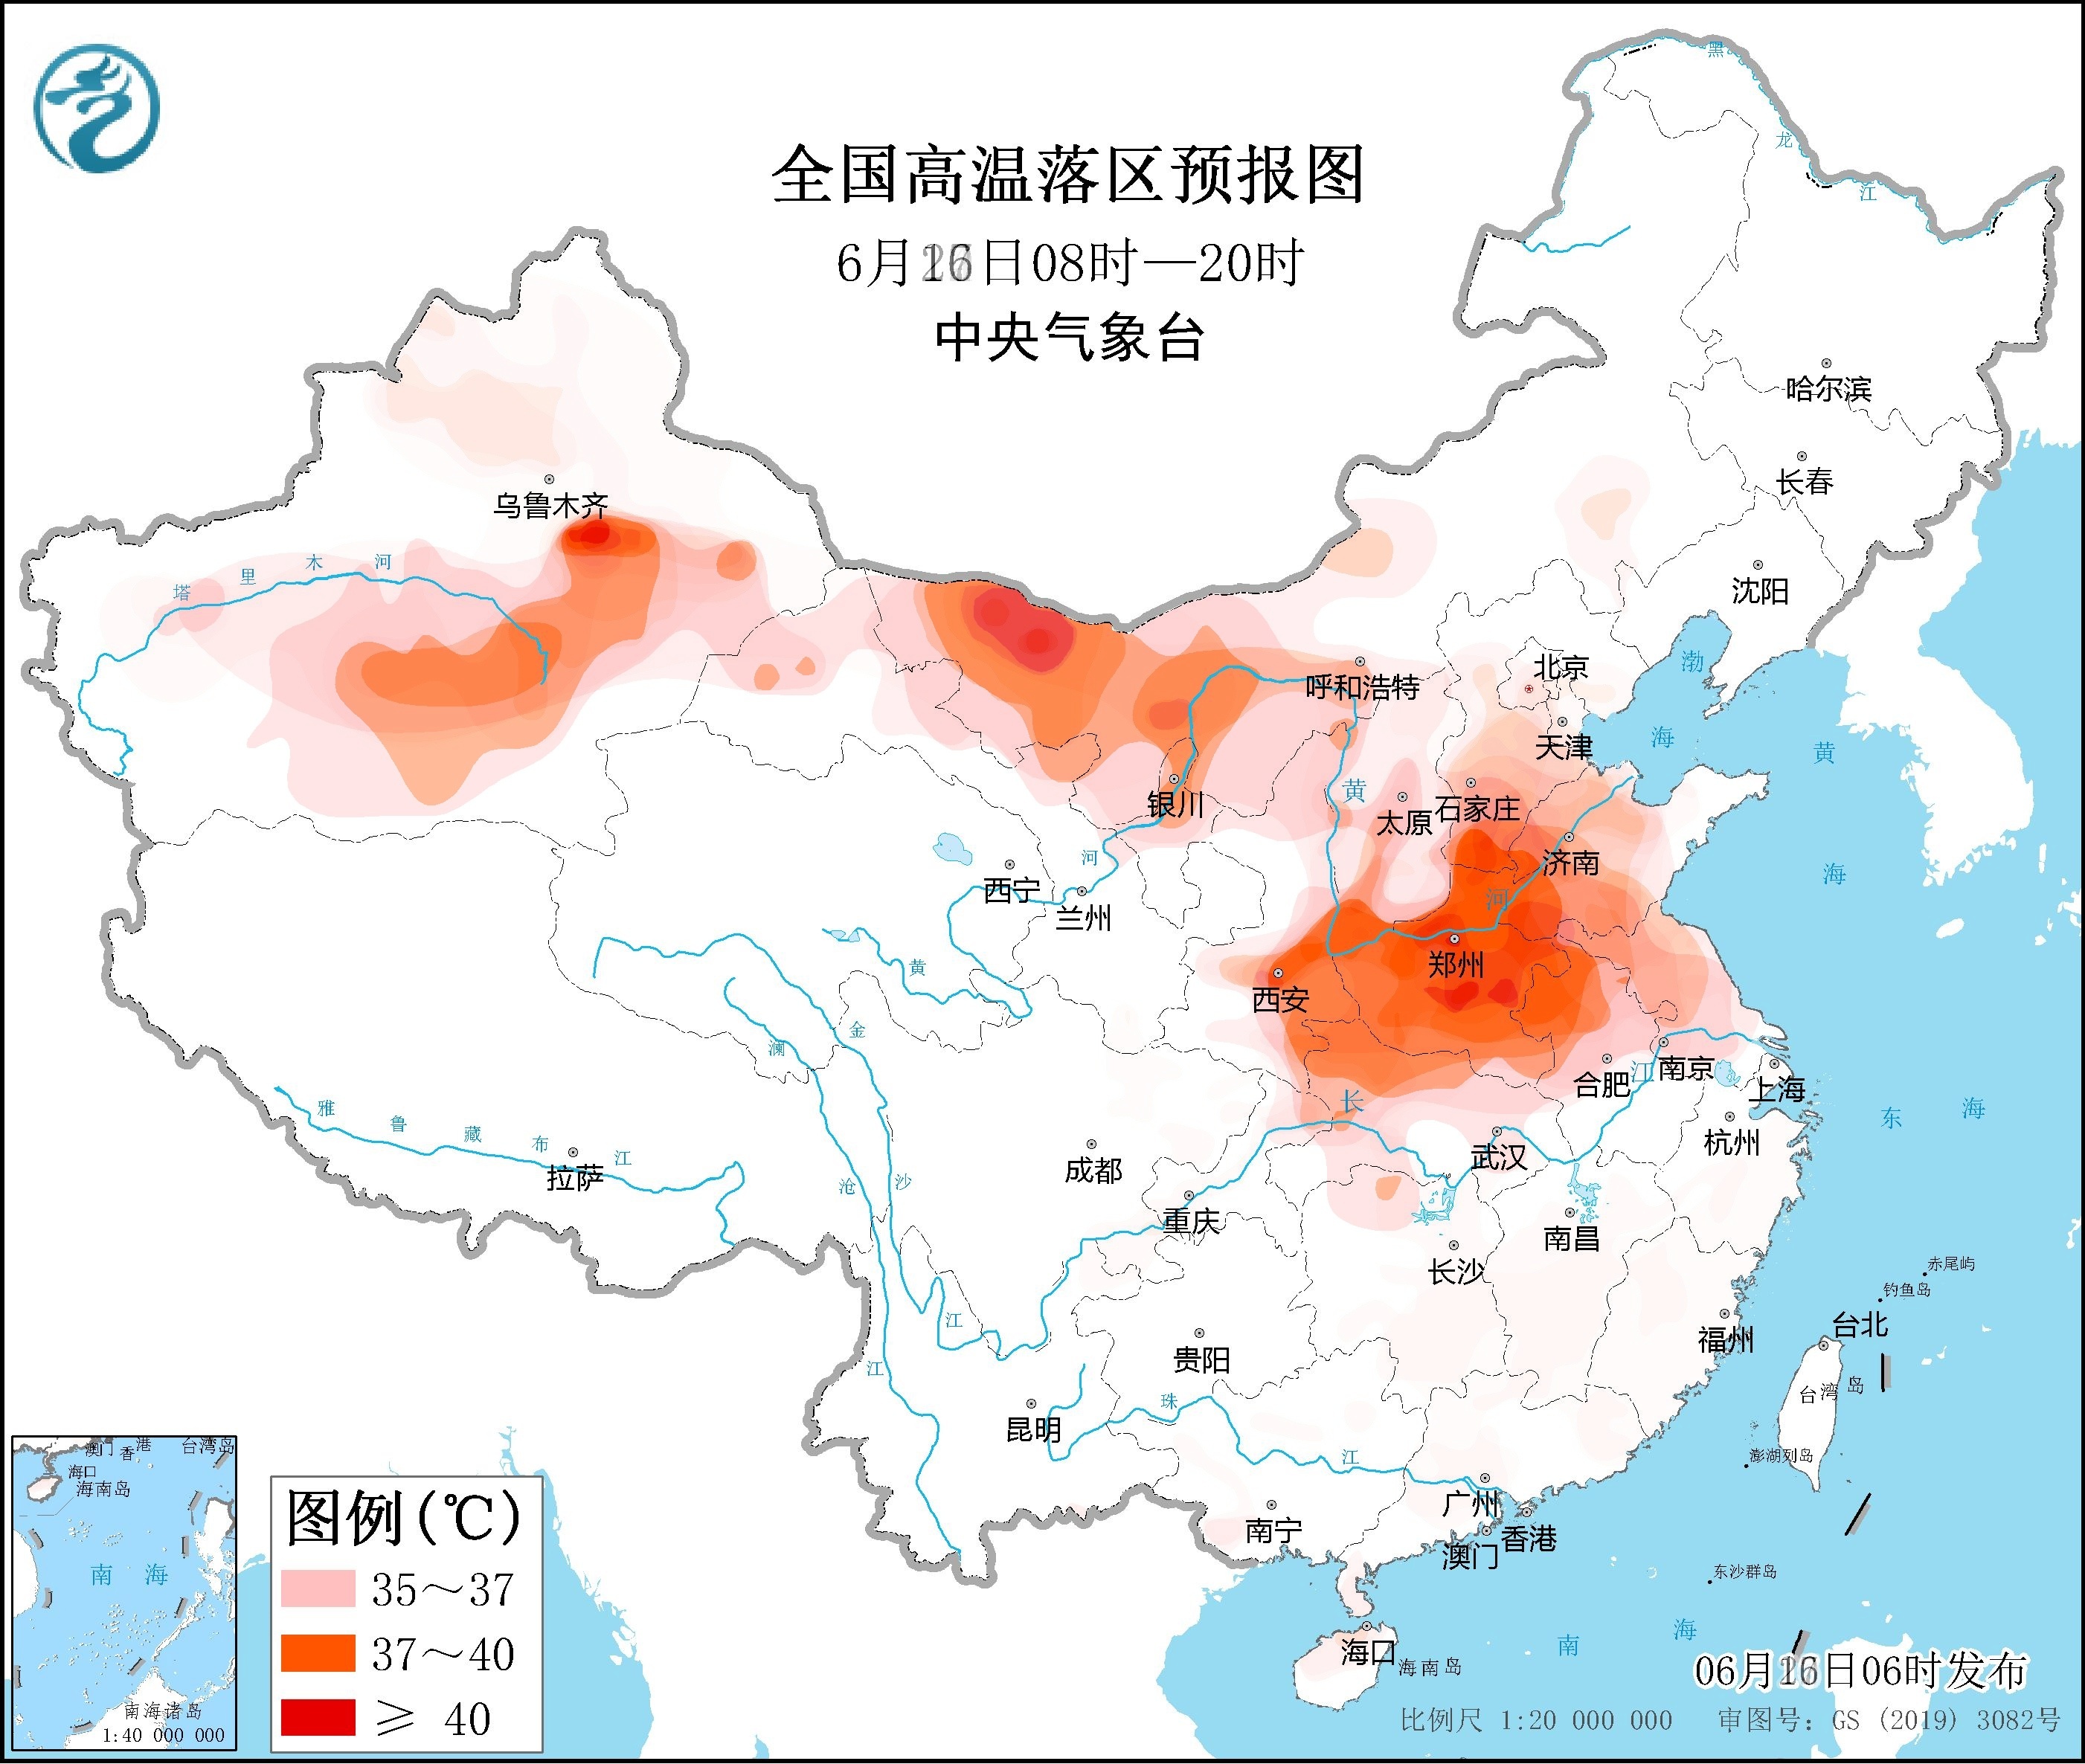 全国高温落区预报图
6月 日08时—20时
中央气象台
黑
龙
江
哈尔滨
长春
沈阳
乌鲁木齐
塔 里 木 河
北京
天津
渤
海
呼和浩特
黄
海
银川
黄
太原
石家庄
济南
河
河
西宁
兰州
郑州
西安
黄
金
澜
南京
合肥
江
上海
长
东 海
雅 鲁 藏 布 江
拉萨
成都
沧
沙
武汉
杭州
重庆
南昌
长沙
赤尾屿
钓鱼岛
台北
福州
江
江
贵阳
台湾岛
昆明
珠
江
澎湖列岛
广州
香港
澳门
南宁
东沙群岛
南 海
海口
海南岛
澳门
香港
台湾岛
海口
海南岛
南 海
南海诸岛
1:40 000 000
图例(℃)
35～37
37～40
≥ 40
06月 日06时发布
比例尺 1:20 000 000
审图号: GS (2019) 3082号